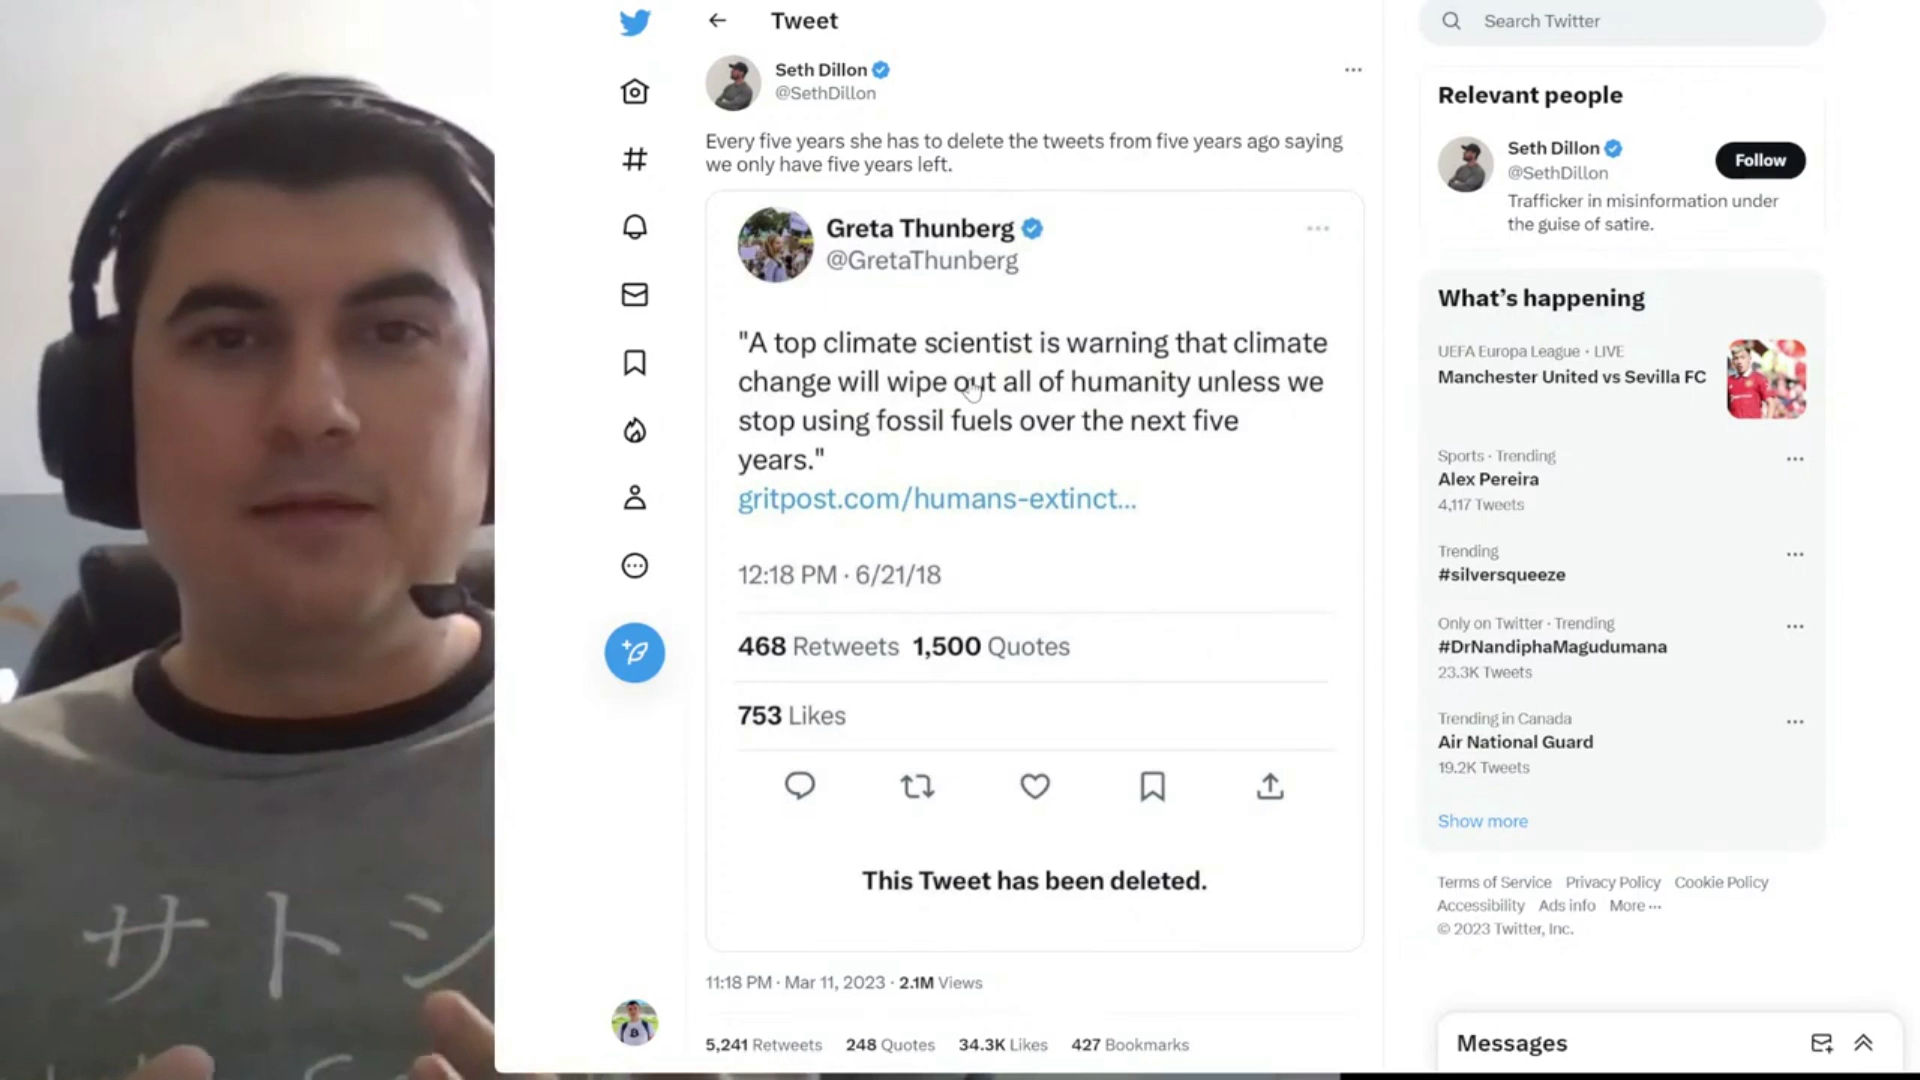 Tweet
Search Twitter
Seth Dillon
@SethDillon
Every five years she has to delete the tweets from five years ago saying
we only have five years left.
Greta Thunberg
@GretaThunberg
"A top climate scientist is warning that climate
change will wipe out all of humanity unless we
stop using fossil fuels over the next five
years."
gritpost.com/humans-extinct...
12:18 PM · 6/21/18
468 Retweets 1,500 Quotes
753 Likes
This Tweet has been deleted.
11:18 PM · Mar 11, 2023 · 2.1M Views
5,241 Retweets 248 Quotes 34.3K Likes 427 Bookmarks
Relevant people
Seth Dillon
@SethDillon
Follow
Trafficker in misinformation under
the guise of satire.
What's happening
UEFA Europa League · LIVE
Manchester United vs Sevilla FC
Sports · Trending
Alex Pereira
4,117 Tweets
Trending
#silversqueeze
Only on Twitter · Trending
#DrNandiphaMagudumana
23.3K Tweets
Trending in Canada
Air National Guard
19.2K Tweets
Show more
Terms of Service Privacy Policy Cookie Policy
Accessibility Ads info More ···
© 2023 Twitter, Inc.
Messages
サトシ